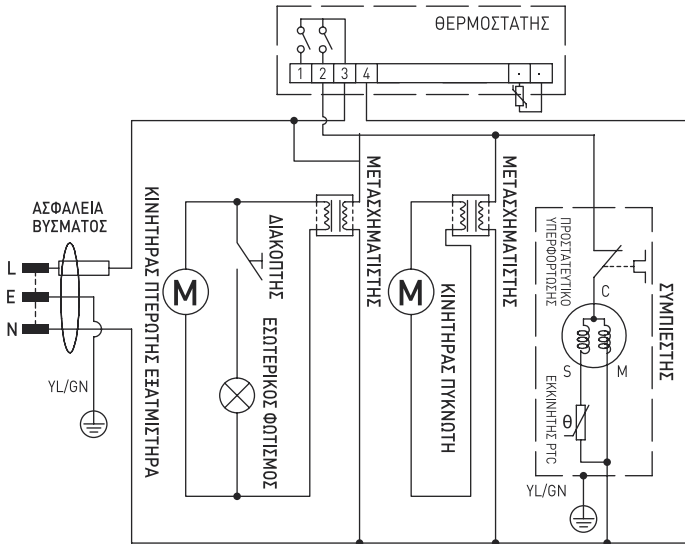 ΘΕΡΜΟΣΤΑΤΗΣ
1 2 3 4
ΑΣΦΑΛΕΙΑ
ΒΥΣΜΑΤΟΣ
L
E
N
YL/GN
ΚΙΝΗΤΗΡΑΣ ΠΤΕΡΩΤΗΣ ΕΞΑΤΜΙΣΤΗΡΑ
M
ΔΙΑΚΟΠΤΗΣ
ΕΣΩΤΕΡΙΚΟΣ ΦΩΤΙΣΜΟΣ
ΜΕΤΑΣΧΗΜΑΤΙΣΤΗΣ
M
ΚΙΝΗΤΗΡΑΣ ΠΥΚΝΩΤΗ
ΜΕΤΑΣΧΗΜΑΤΙΣΤΗΣ
ΠΡΟΣΤΑΤΕΥΤΙΚΟ
ΥΠΕΡΦΟΡΤΩΣΗΣ
C
S M
θ
ΕΚΚΙΝΗΤΗΣ PTC
ΣΥΜΠΙΕΣΤΗΣ
YL/GN